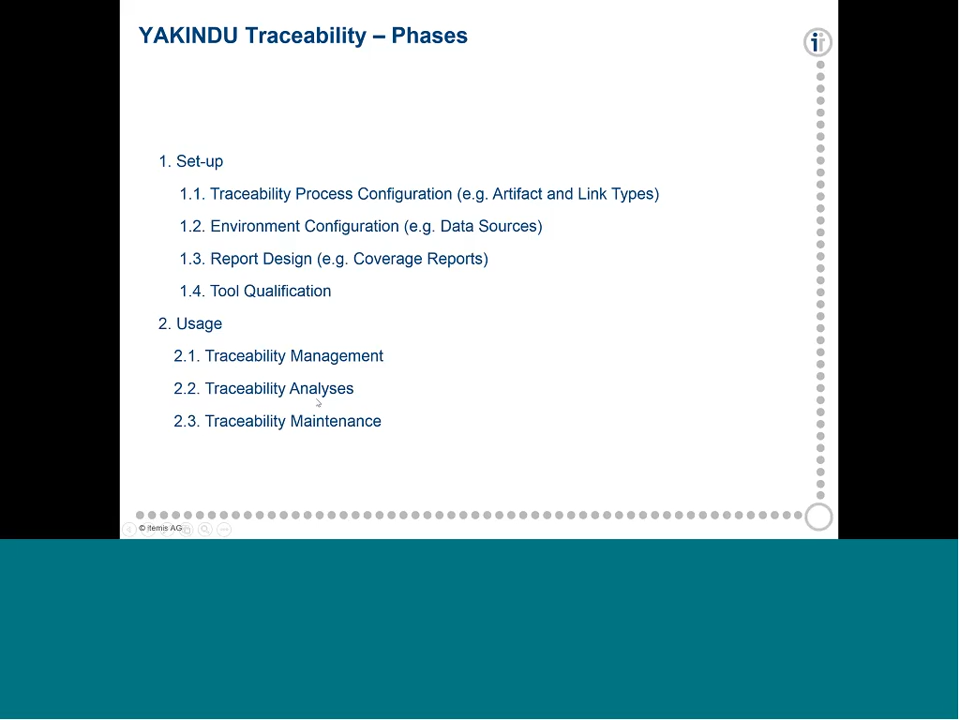 YAKINDU Traceability – Phases
1. Set-up
1.1. Traceability Process Configuration (e.g. Artifact and Link Types)
1.2. Environment Configuration (e.g. Data Sources)
1.3. Report Design (e.g. Coverage Reports)
1.4. Tool Qualification
2. Usage
2.1. Traceability Management
2.2. Traceability Analyses
2.3. Traceability Maintenance
© itemis AG